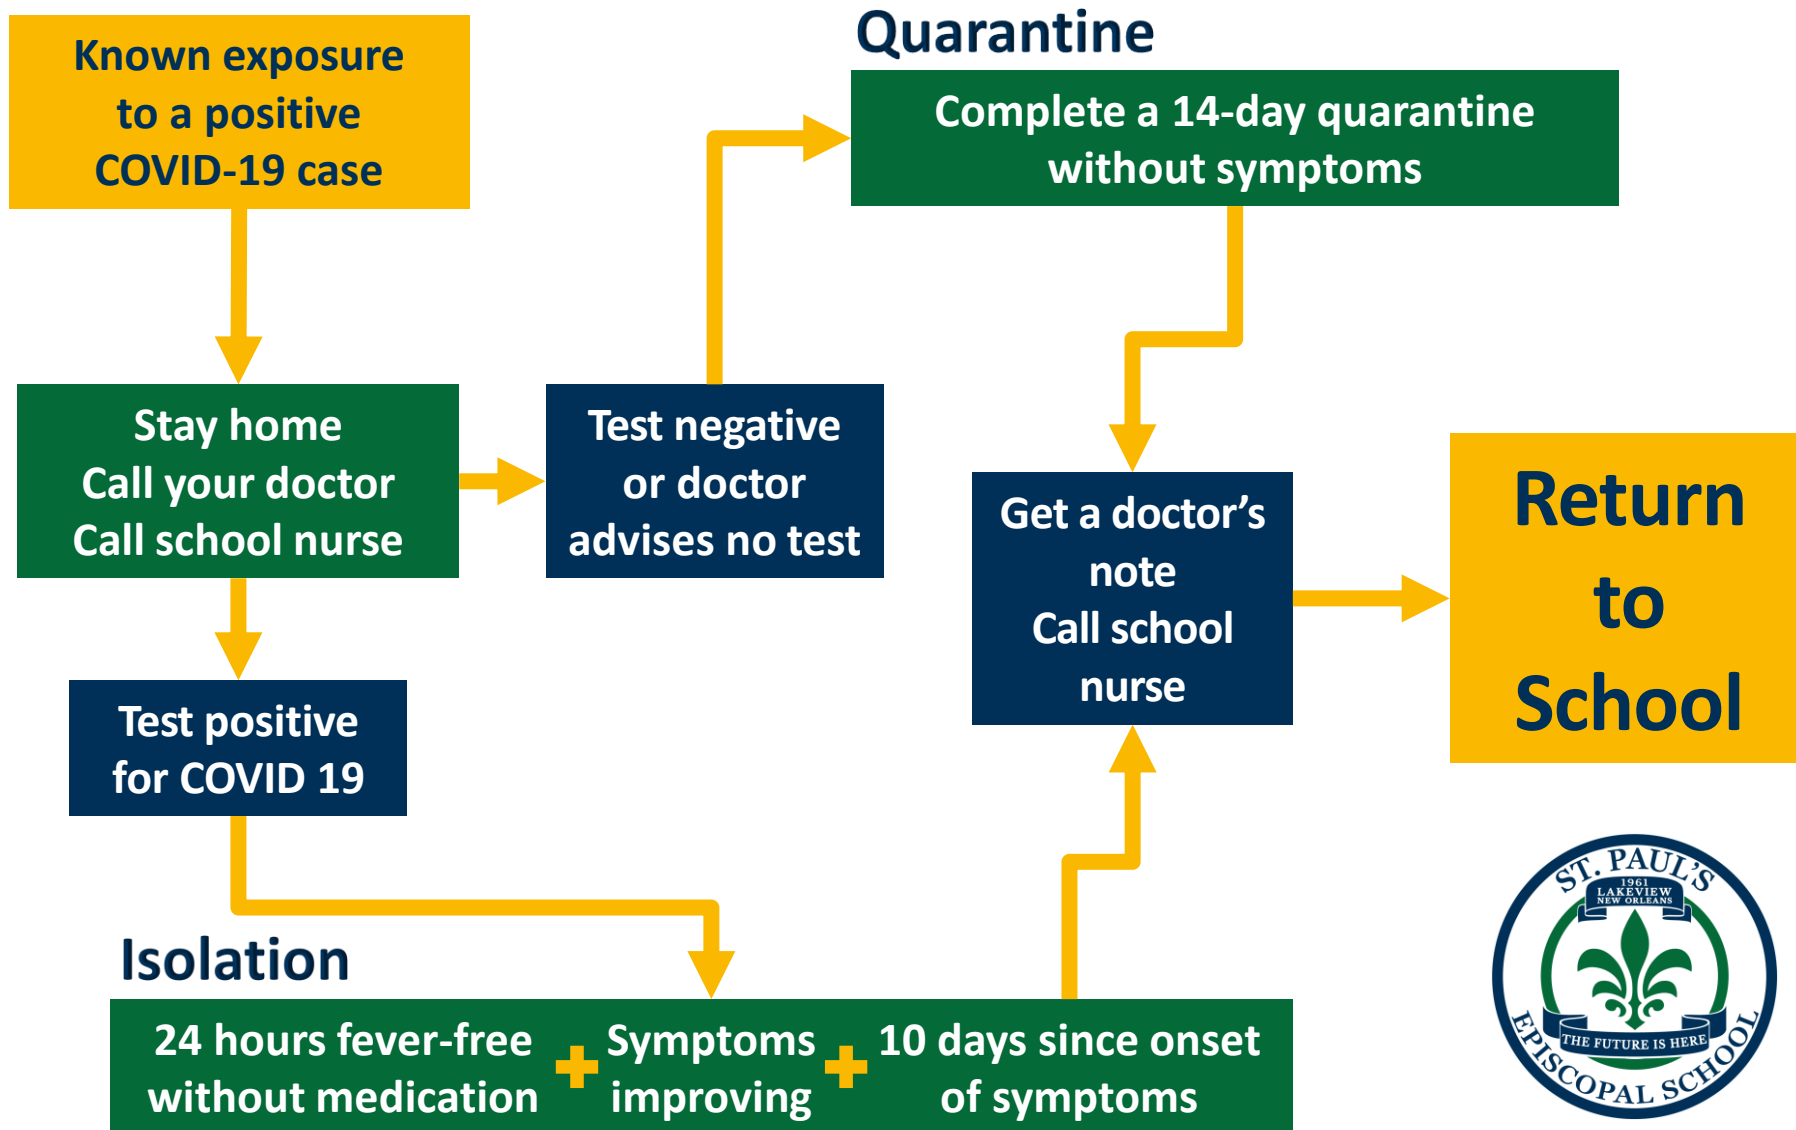 Known exposure
to a positive
COVID-19 case
Quarantine
Complete a 14-day quarantine
without symptoms
Stay home
Call your doctor
Call school nurse
Test negative
or doctor
advises no test
Get a doctor's
note
Call school
nurse
Return
to
School
Test positive
for COVID 19
Isolation
24 hours fever-free
without medication
Symptoms
improving
10 days since onset
of symptoms
ST. PAUL'S
1961
LAKEVIEW
NEW ORLEANS
THE FUTURE IS HERE
EPISCOPAL SCHOOL